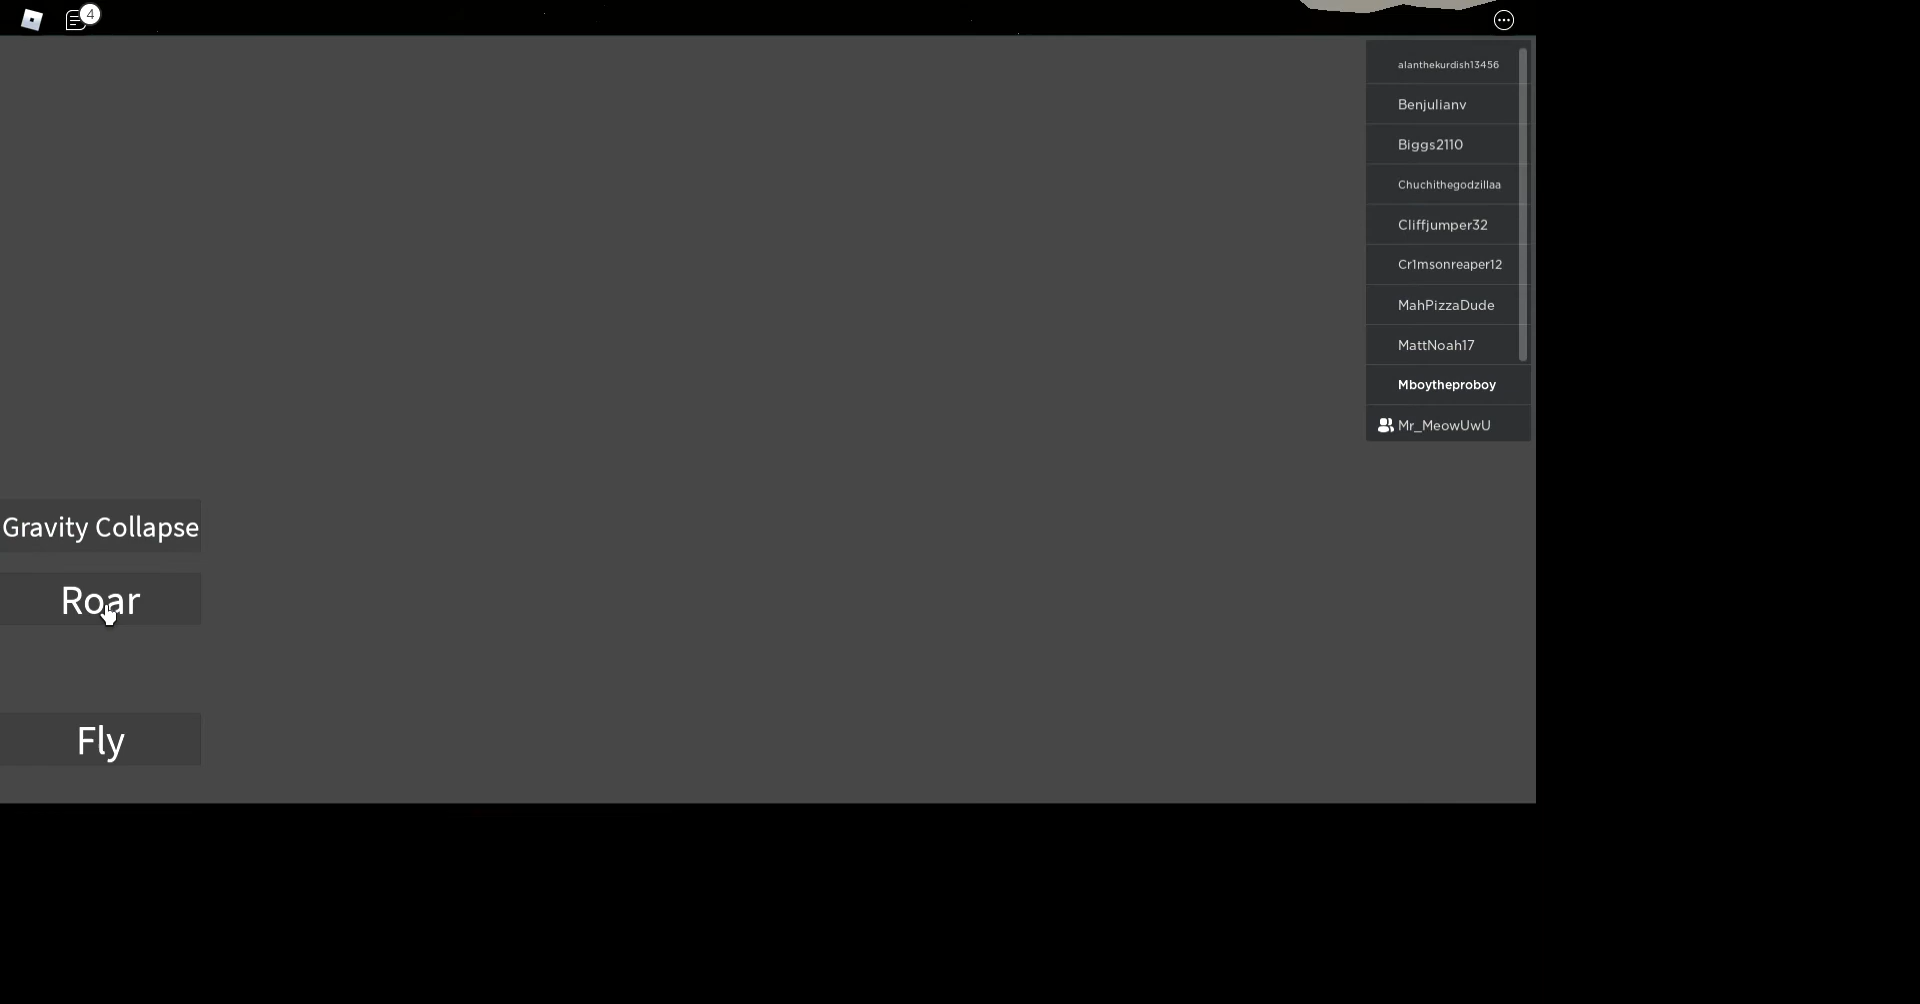 4
alanthekurdish13456
Benjulianv
Biggs2110
Chuchithegodzillaa
Cliffjumper32
Cr1msonreaper12
MahPizzaDude
MattNoah17
Mboytheproboy
Mr_MeowUwU
Gravity Collapse
Roar
Fly